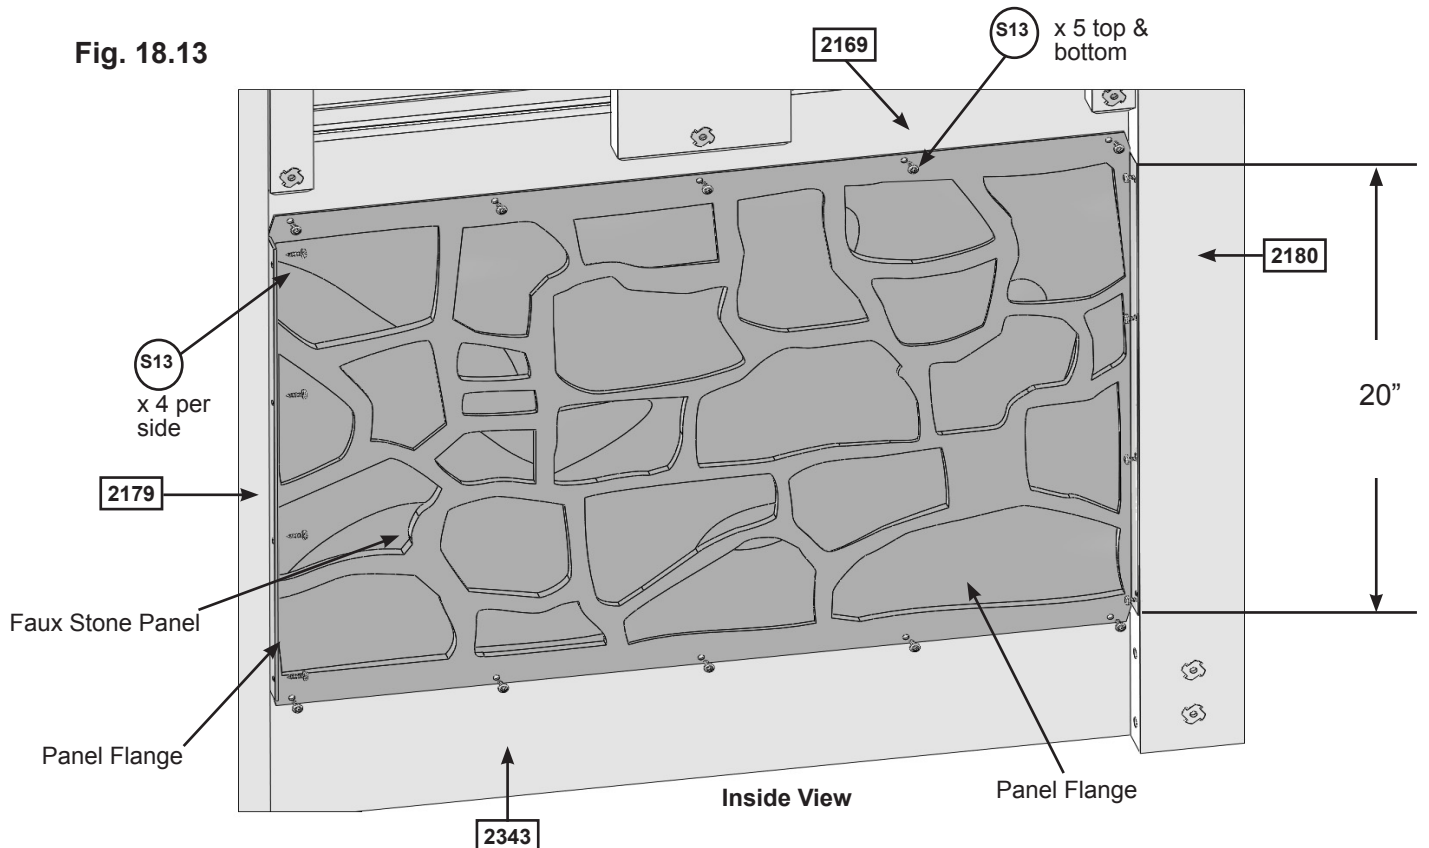 Fig. 18.13
2169
S13
x 5 top &
bottom
2180
S13
x 4 per
side
20”
2179
Faux Stone Panel
Panel Flange
Inside View
Panel Flange
2343